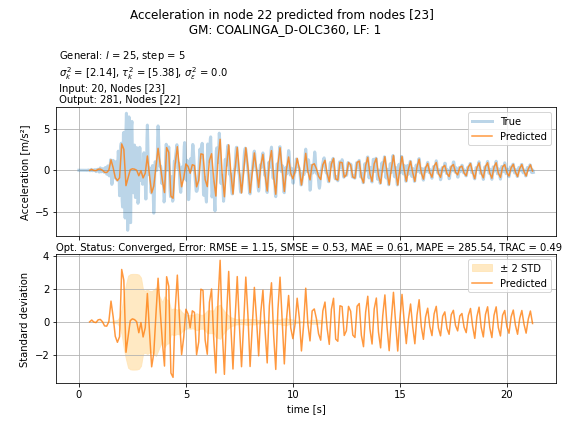 Acceleration in node 22 predicted from nodes [23]
GM: COALINGA_D-OLC360, LF: 1
General: l = 25, step = 5
σ²ₖ = [2.14], τ²ₖ = [5.38], σ²ε = 0.0
Input: 20, Nodes [23]
Output: 281, Nodes [22]
Acceleration [m/s²]
5
0
−5
True
Predicted
Opt. Status: Converged, Error: RMSE = 1.15, SMSE = 0.53, MAE = 0.61, MAPE = 285.54, TRAC = 0.49
Standard deviation
4
2
0
−2
± 2 STD
Predicted
0 5 10 15 20
time [s]